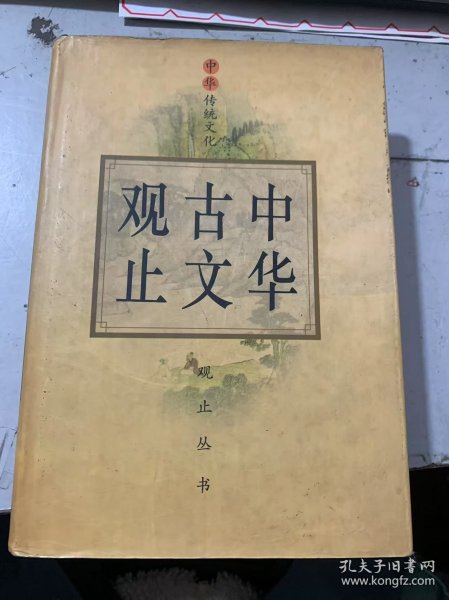 中华传统文化
中华
古文
观止
观止丛书
孔夫子旧书网
www.kongfz.com